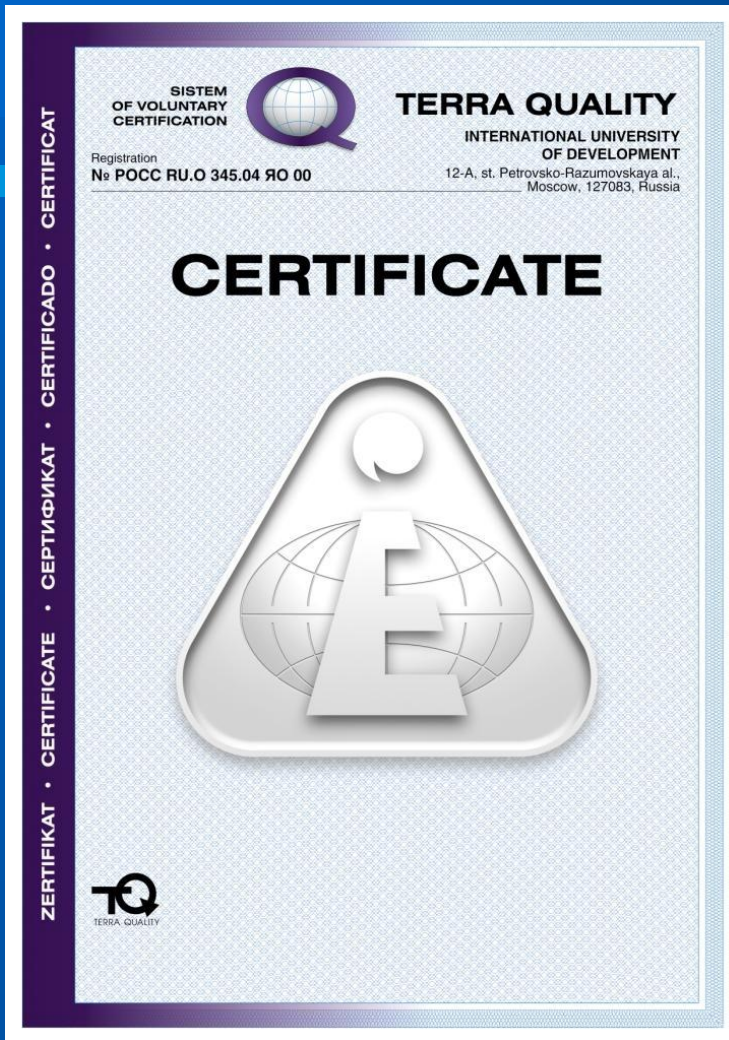 SISTEM
OF VOLUNTARY
CERTIFICATION
Registration
№ РОСС RU.О 345.04 ЯО 00
TERRA QUALITY
INTERNATIONAL UNIVERSITY
OF DEVELOPMENT
12-A, st. Petrovsko-Razumovskaya al.,
Moscow, 127083, Russia
CERTIFICATE
ZERTIFIKAT • CERTIFICATE • СЕРТИФИКАТ • CERTIFICADO • CERTIFICAT
TQ
TERRA QUALITY